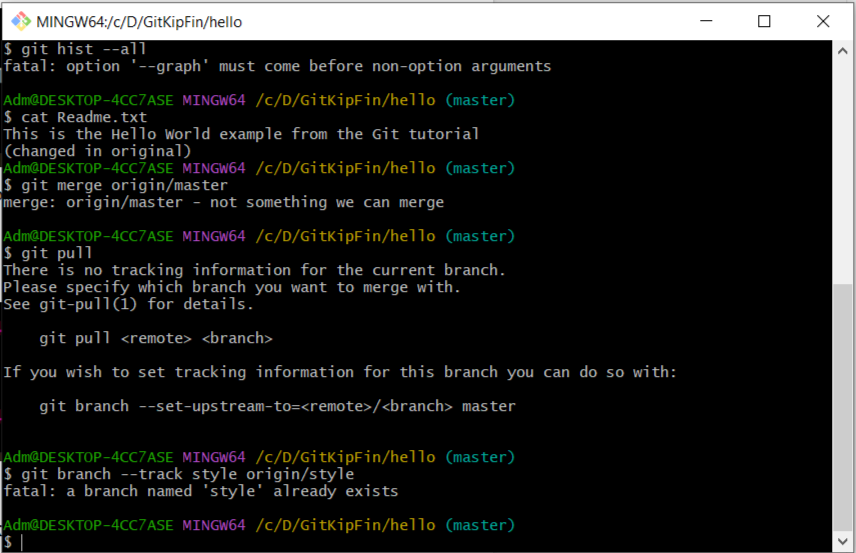 MINGW64:/c/D/GitKipFin/hello
$ git hist --all
fatal: option '--graph' must come before non-option arguments
Adm@DESKTOP-4CC7ASE MINGW64 /c/D/GitKipFin/hello (master)
$ cat Readme.txt
This is the Hello World example from the Git tutorial
(changed in original)
Adm@DESKTOP-4CC7ASE MINGW64 /c/D/GitKipFin/hello (master)
$ git merge origin/master
merge: origin/master - not something we can merge
Adm@DESKTOP-4CC7ASE MINGW64 /c/D/GitKipFin/hello (master)
$ git pull
There is no tracking information for the current branch.
Please specify which branch you want to merge with.
See git-pull(1) for details.
git pull <remote> <branch>
If you wish to set tracking information for this branch you can do so with:
git branch --set-upstream-to=<remote>/<branch> master
Adm@DESKTOP-4CC7ASE MINGW64 /c/D/GitKipFin/hello (master)
$ git branch --track style origin/style
fatal: a branch named 'style' already exists
Adm@DESKTOP-4CC7ASE MINGW64 /c/D/GitKipFin/hello (master)
$